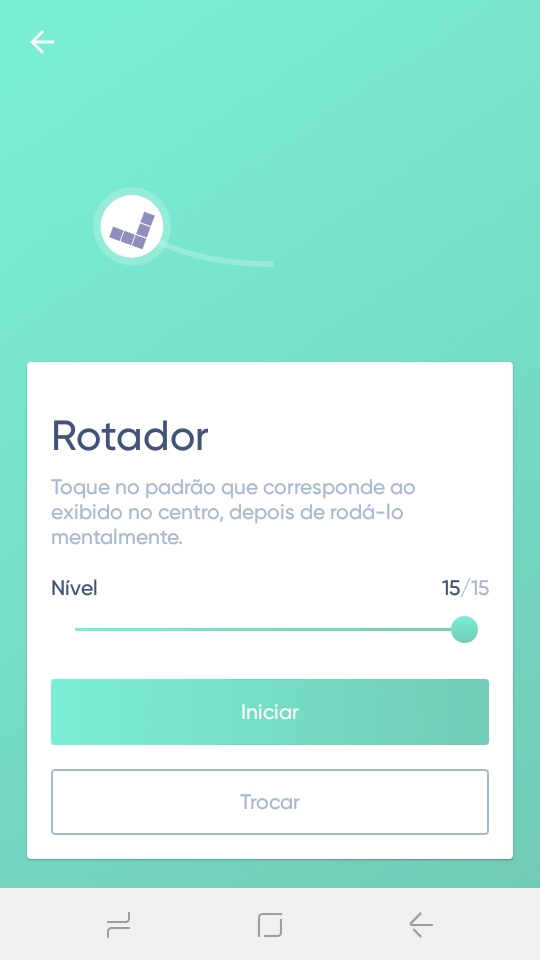 Rotador
Toque no padrão que corresponde ao
exibido no centro, depois de rodá-lo
mentalmente.
Nível 15/15
Iniciar
Trocar